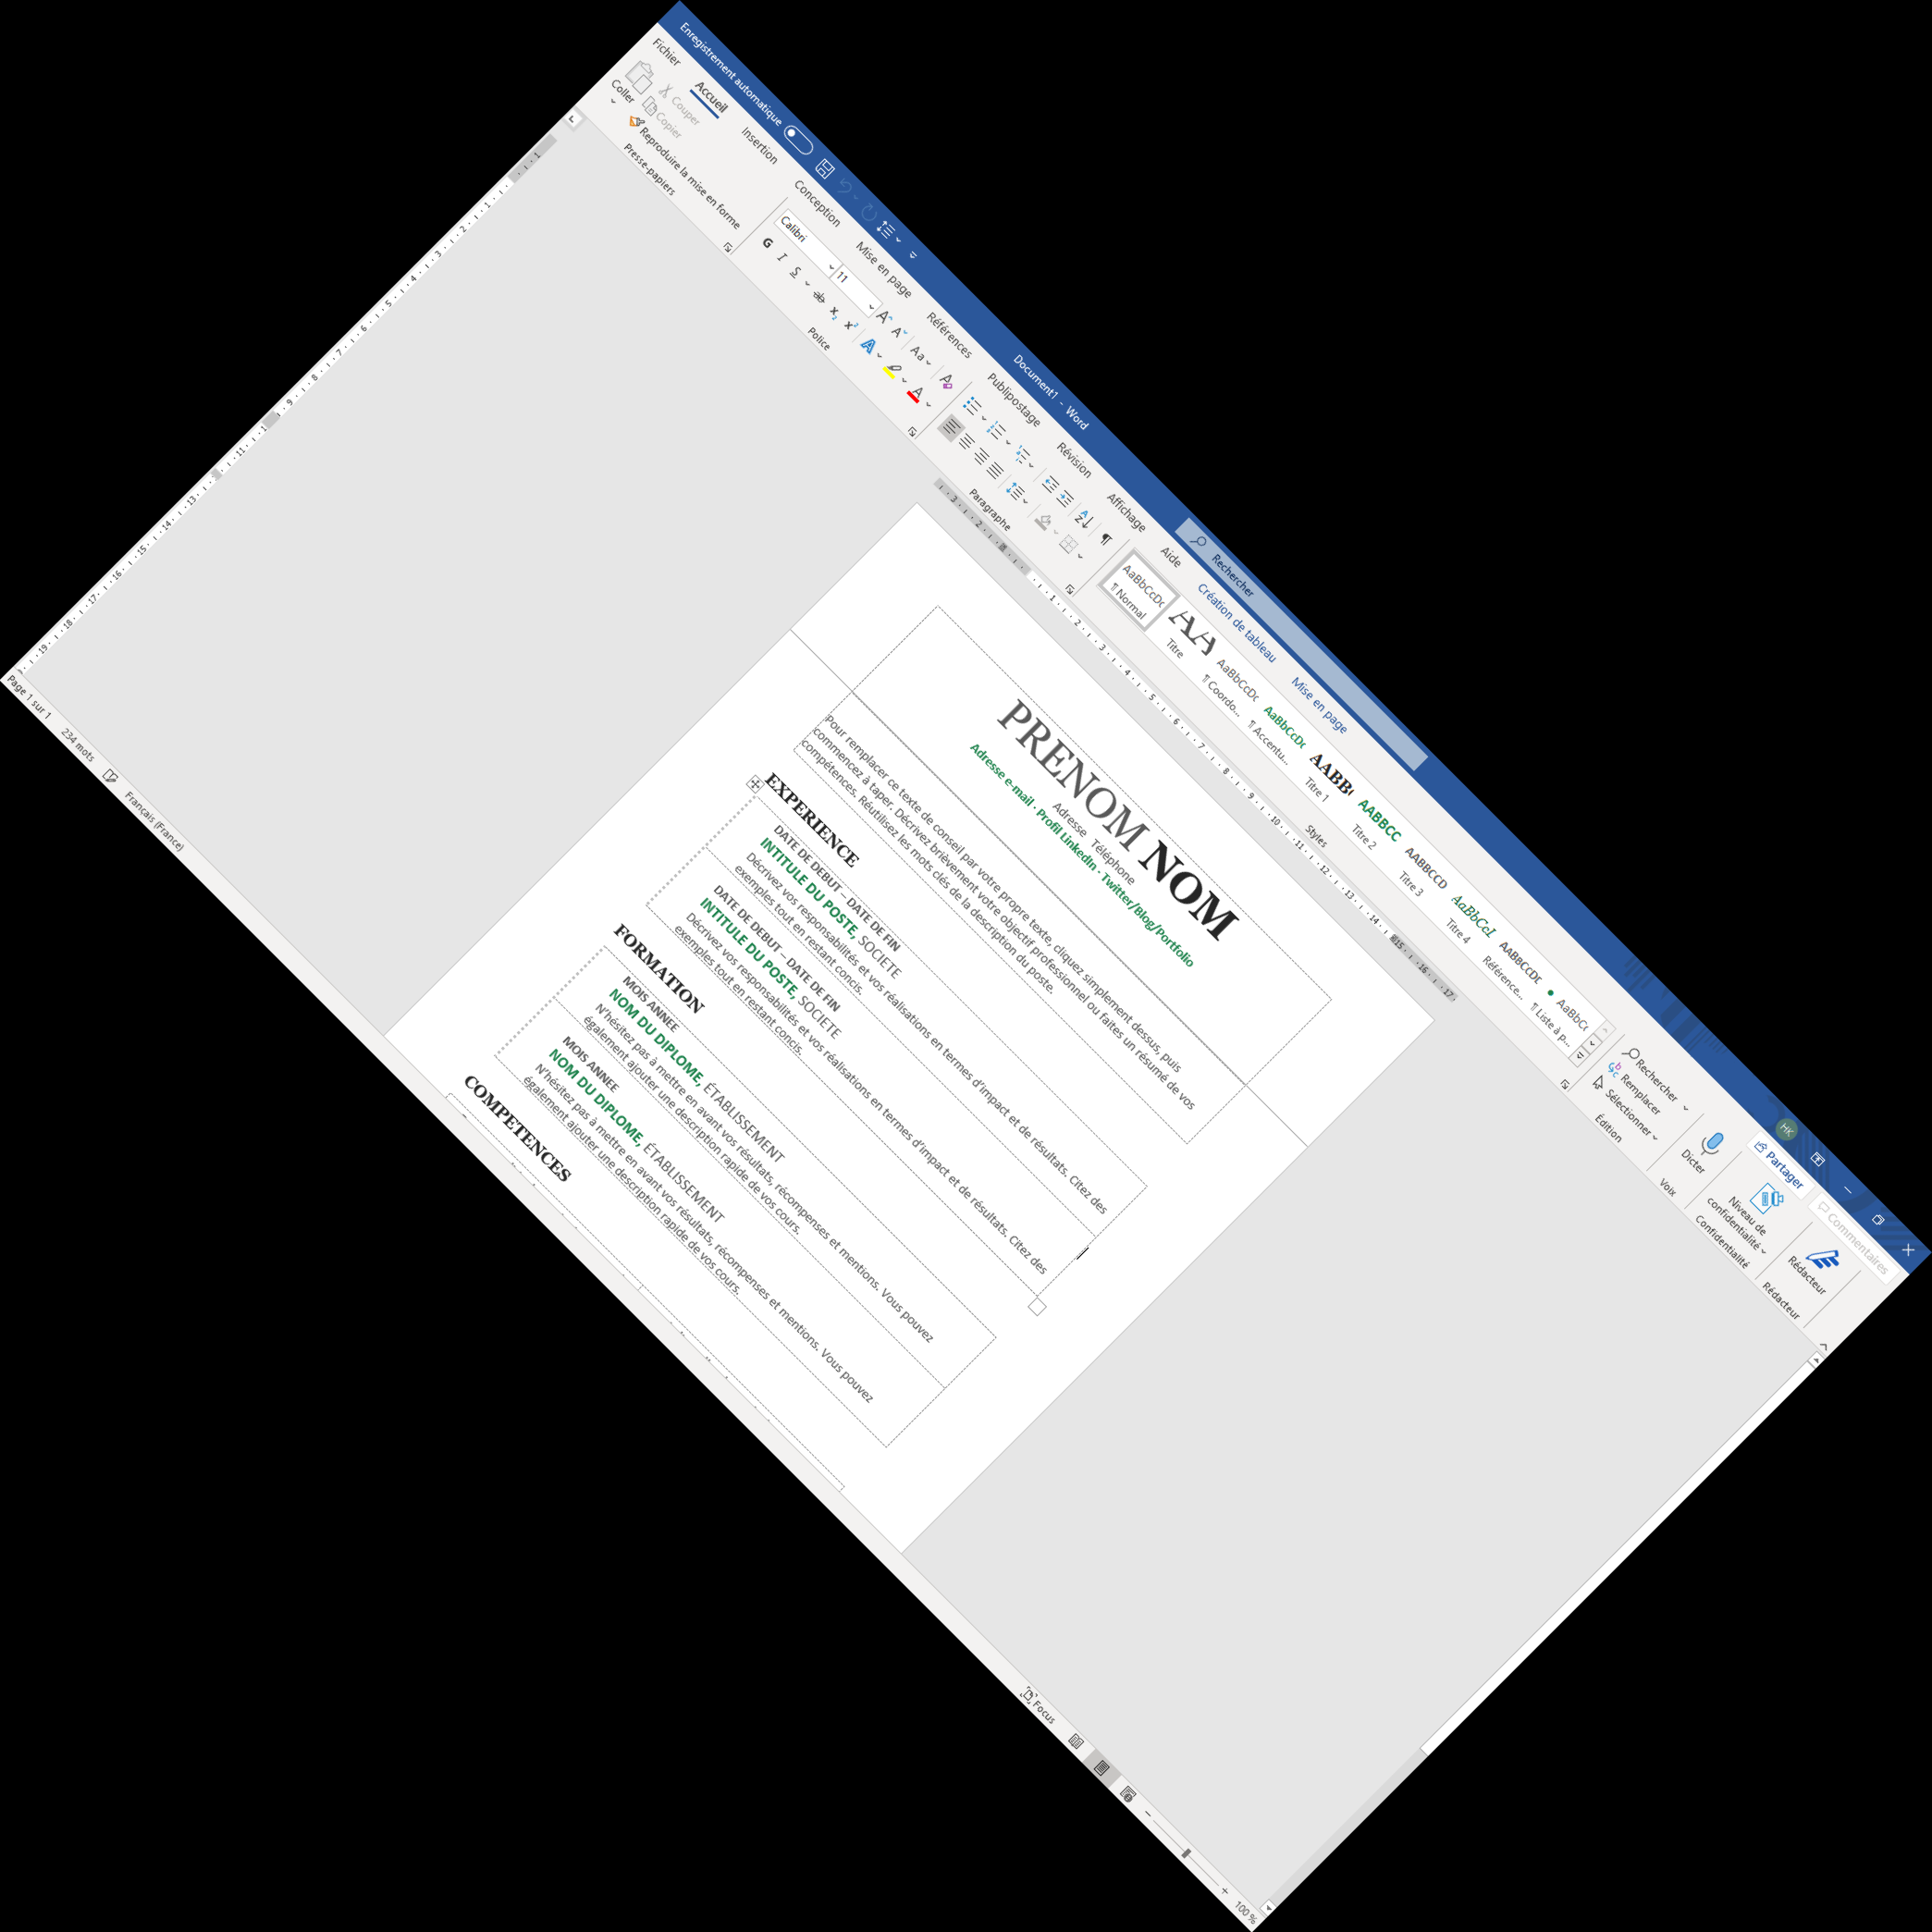 Enregistrement automatique
Document1 - Word
Rechercher
HK
Fichier
Accueil
Insertion
Conception
Mise en page
Références
Publipostage
Révision
Affichage
Aide
Création de tableau
Mise en page
Partager
Commentaires
Coller
Couper
Copier
Reproduire la mise en forme
Presse-papiers
Calibri
11
Police
Paragraphe
AaBbCcDc
¶ Normal
AA
Titre
AaBbCcDc
¶ Coordo...
AaBbCcDc
¶ Accentu...
AABB
Titre 1
AABBCC
Titre 2
AABBCCD
Titre 3
AaBbCcI
Titre 4
AABBCCDI
Référence...
AaBbC
¶ Liste à p...
Styles
Rechercher
Remplacer
Sélectionner
Édition
Dicter
Voix
Niveau de
confidentialité
Confidentialité
Rédacteur
Rédacteur
PRENOM NOM
Adresse Téléphone
Adresse e-mail · Profil LinkedIn · Twitter/Blog/Portfolio
Pour remplacer ce texte de conseil par votre propre texte, cliquez simplement dessus, puis
commencez à taper. Décrivez brièvement votre objectif professionnel ou faites un résumé de vos
compétences. Réutilisez les mots clés de la description du poste.
EXPERIENCE
DATE DE DEBUT – DATE DE FIN
INTITULE DU POSTE, SOCIETE
Décrivez vos responsabilités et vos réalisations en termes d'impact et de résultats. Citez des
exemples tout en restant concis.
DATE DE DEBUT – DATE DE FIN
INTITULE DU POSTE, SOCIETE
Décrivez vos responsabilités et vos réalisations en termes d'impact et de résultats. Citez des
exemples tout en restant concis.
FORMATION
MOIS ANNEE
NOM DU DIPLOME, ÉTABLISSEMENT
N'hésitez pas à mettre en avant vos résultats, récompenses et mentions. Vous pouvez
également ajouter une description rapide de vos cours.
MOIS ANNEE
NOM DU DIPLOME, ÉTABLISSEMENT
N'hésitez pas à mettre en avant vos résultats, récompenses et mentions. Vous pouvez
également ajouter une description rapide de vos cours.
COMPETENCES
Page 1 sur 1
234 mots
Français (France)
Focus
100 %